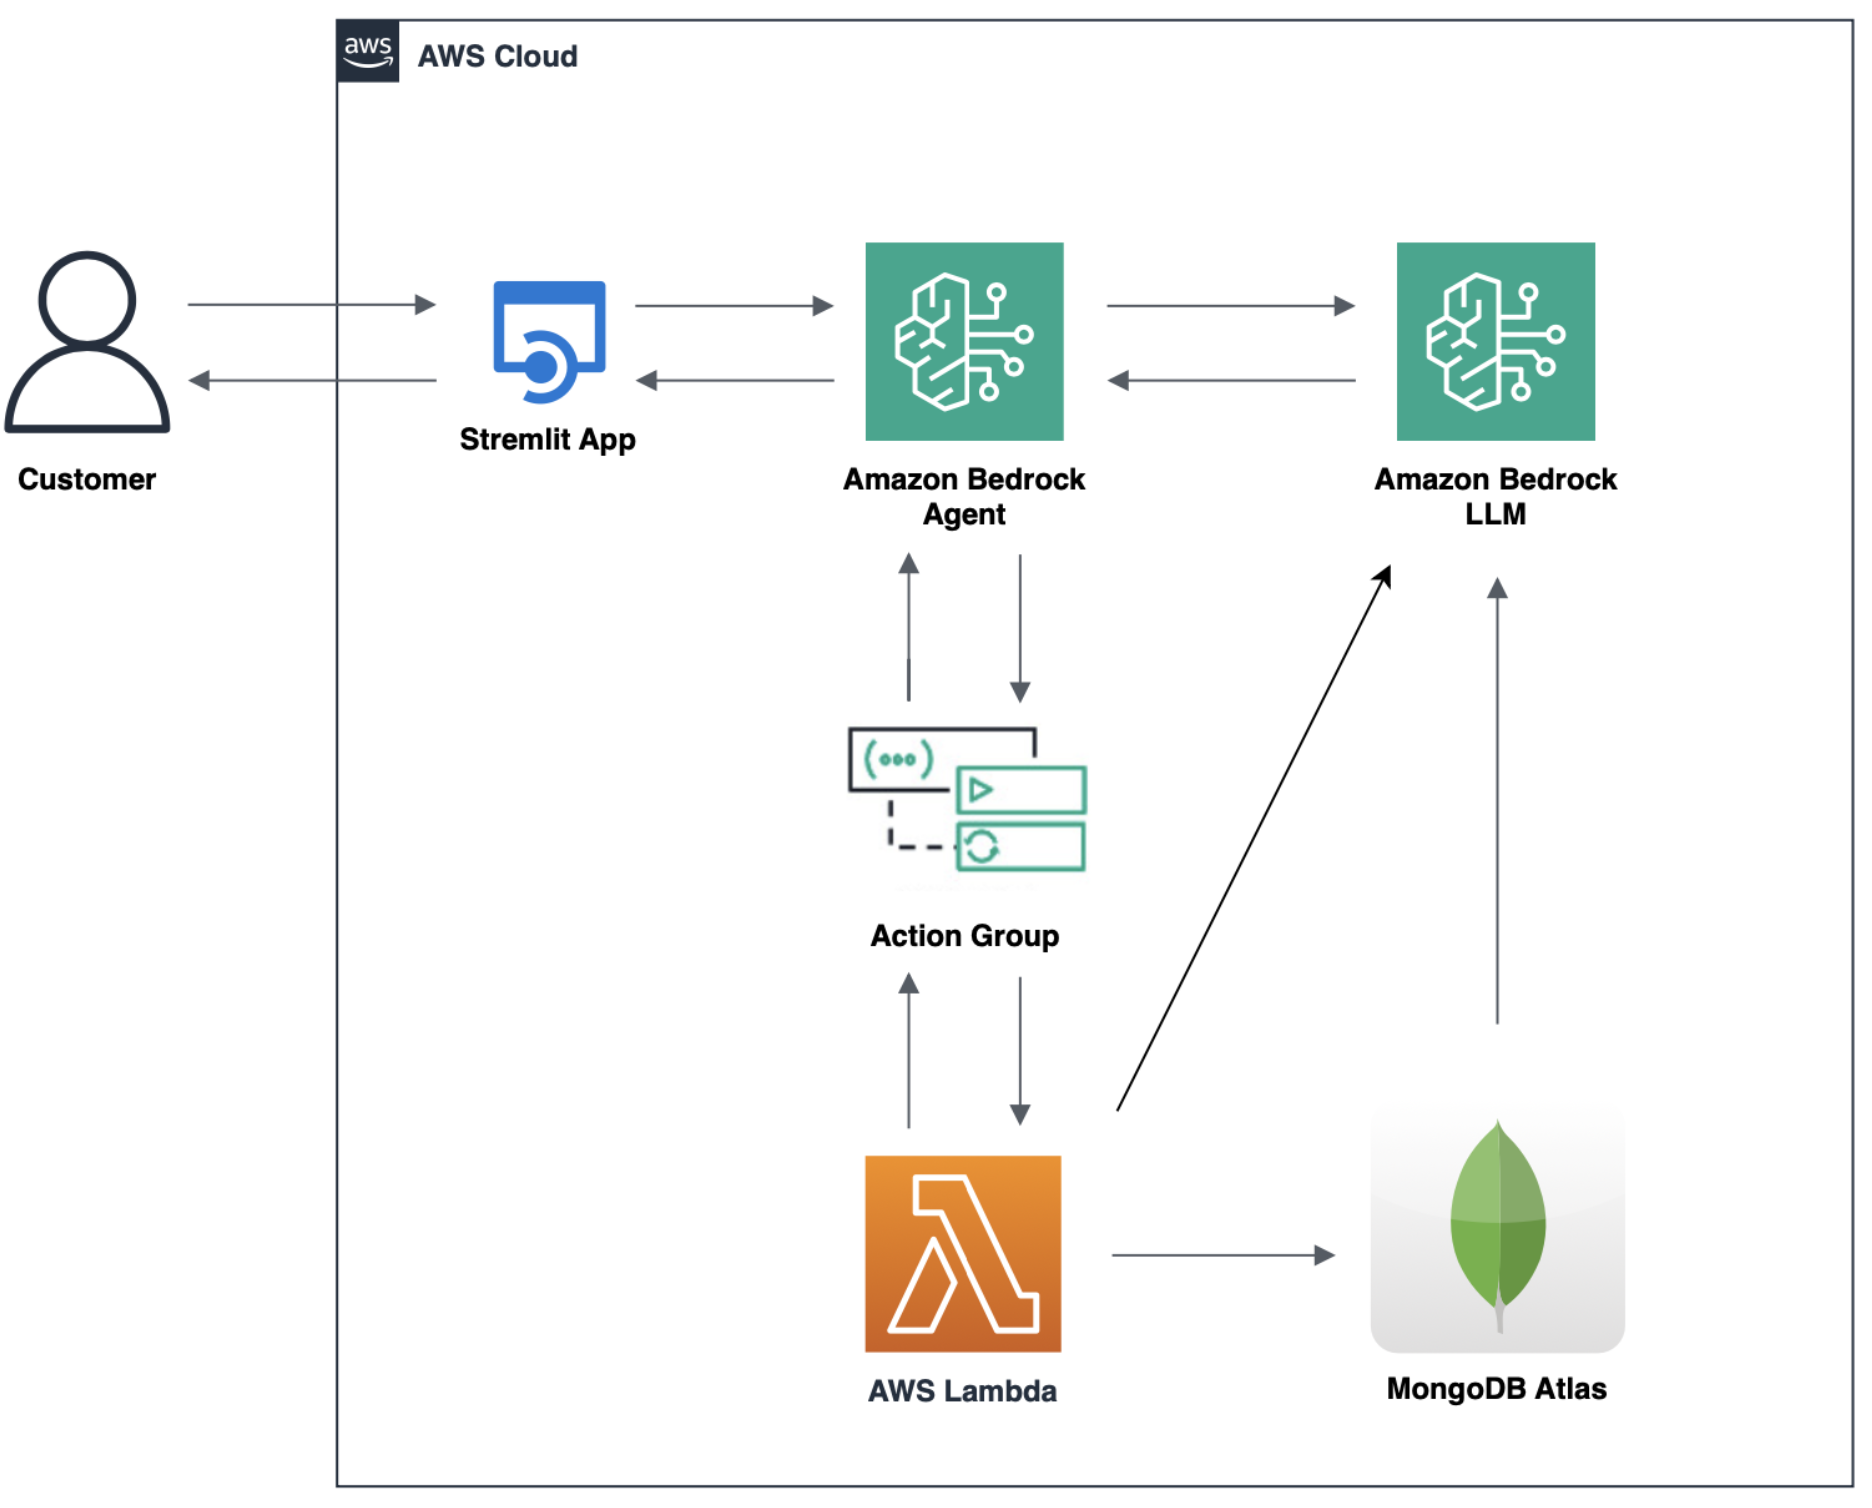 aws
AWS Cloud
Customer
Stremlit App
Amazon Bedrock
Agent
Amazon Bedrock
LLM
Action Group
AWS Lambda
MongoDB Atlas